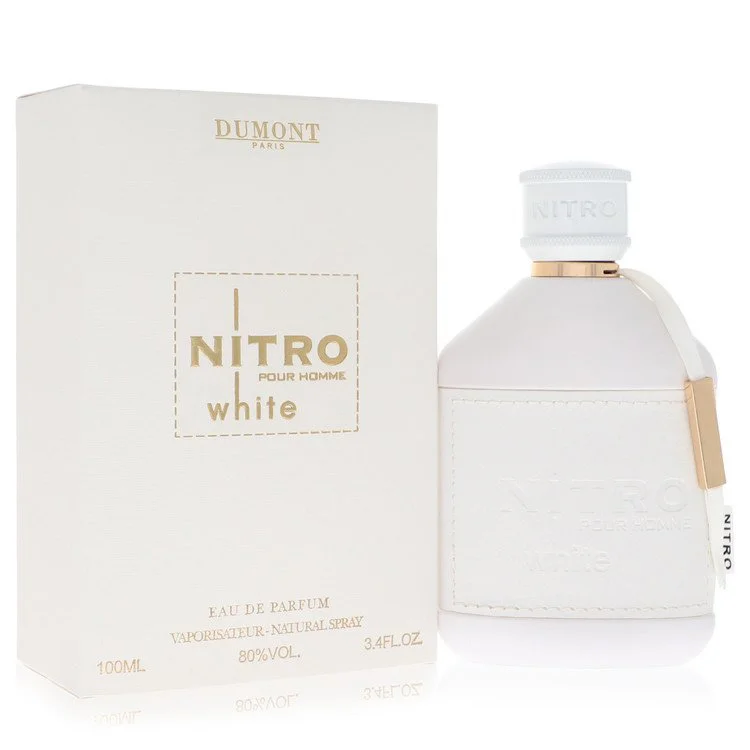 DUMONT
PARIS
NITRO
POUR HOMME
white
EAU DE PARFUM
VAPORISATEUR-NATURAL SPRAY
100ML
80%VOL.
3.4FL.OZ.
NITRO
NITRO
POUR HOMME
white
NITRO